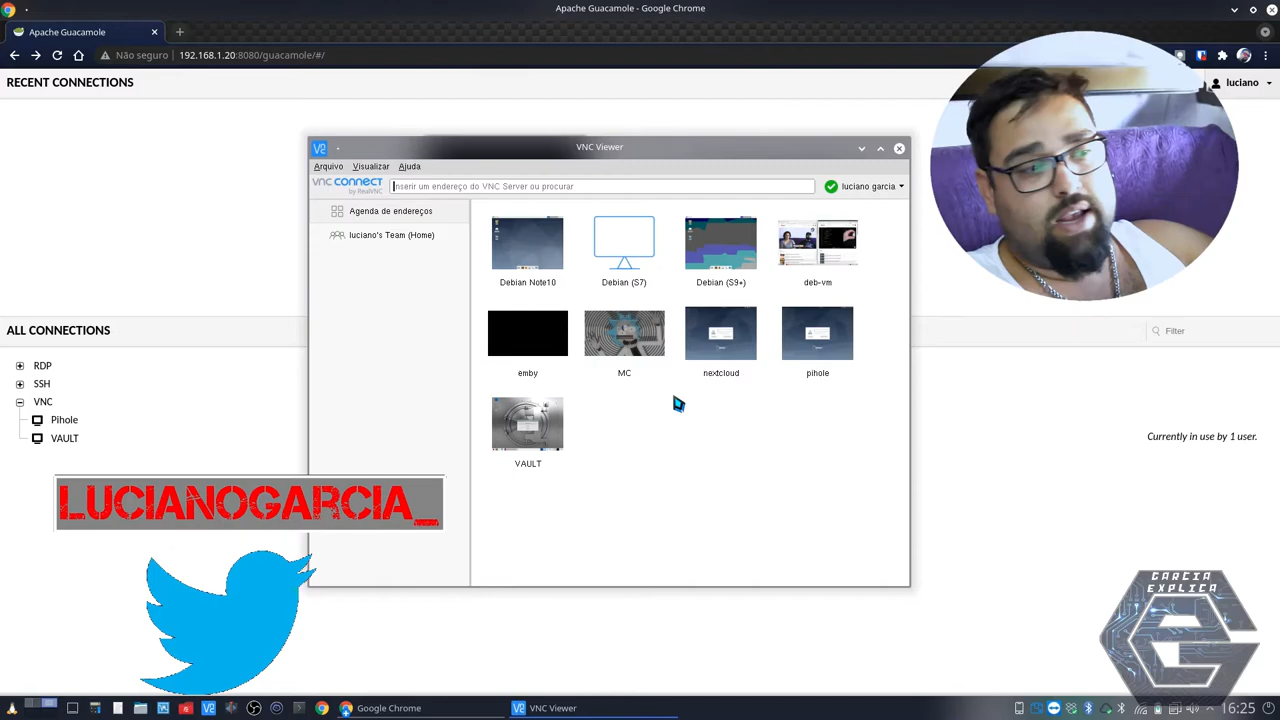 Apache Guacamole - Google Chrome
Apache Guacamole
Não seguro
192.168.1.20:8080/guacamole/#/
RECENT CONNECTIONS
luciano
VNC Viewer
Arquivo Visualizar Ajuda
vnc connect
by RealVNC
Inserir um endereço do VNC Server ou procurar
luciano garcia
Agenda de endereços
luciano's Team (Home)
Debian Note10
Debian (S7)
Debian (S9+)
deb-vm
emby
MC
nextcloud
pihole
VAULT
ALL CONNECTIONS
Filter
RDP
SSH
VNC
Pihole
VAULT
Currently in use by 1 user.
LUCIANOGARCIA_
GARCIA
EXPLICA
Google Chrome
VNC Viewer
16:25